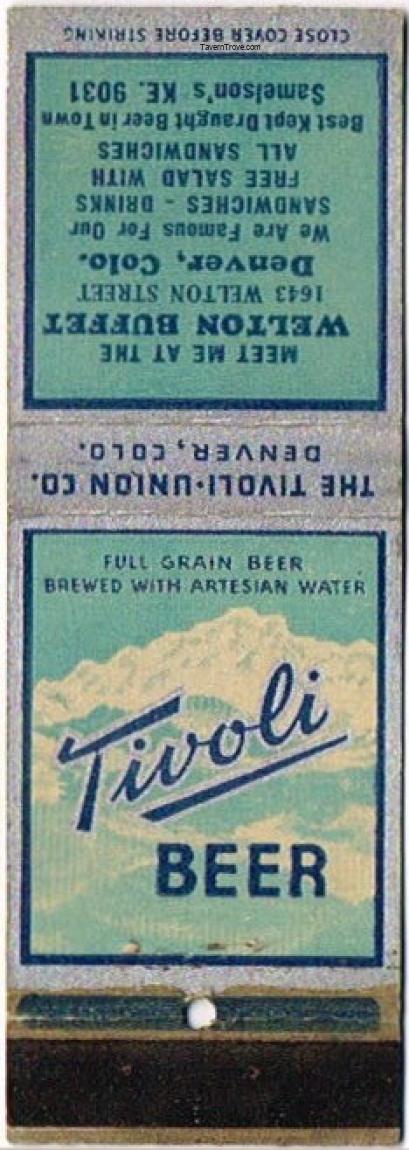 CLOSE COVER BEFORE STRIKING
TavernTrove.com
MEET ME AT THE
WELTON BUFFET
1643 WELTON STREET
Denver, Colo.
We Are Famous For Our
SANDWICHES - DRINKS
FREE SALAD WITH
ALL SANDWICHES
Best Kept Draught Beer in Town
Samelson's KE. 9031
THE TIVOLI-UNION CO.
DENVER, COLO.
FULL GRAIN BEER
BREWED WITH ARTESIAN WATER
Tivoli
BEER